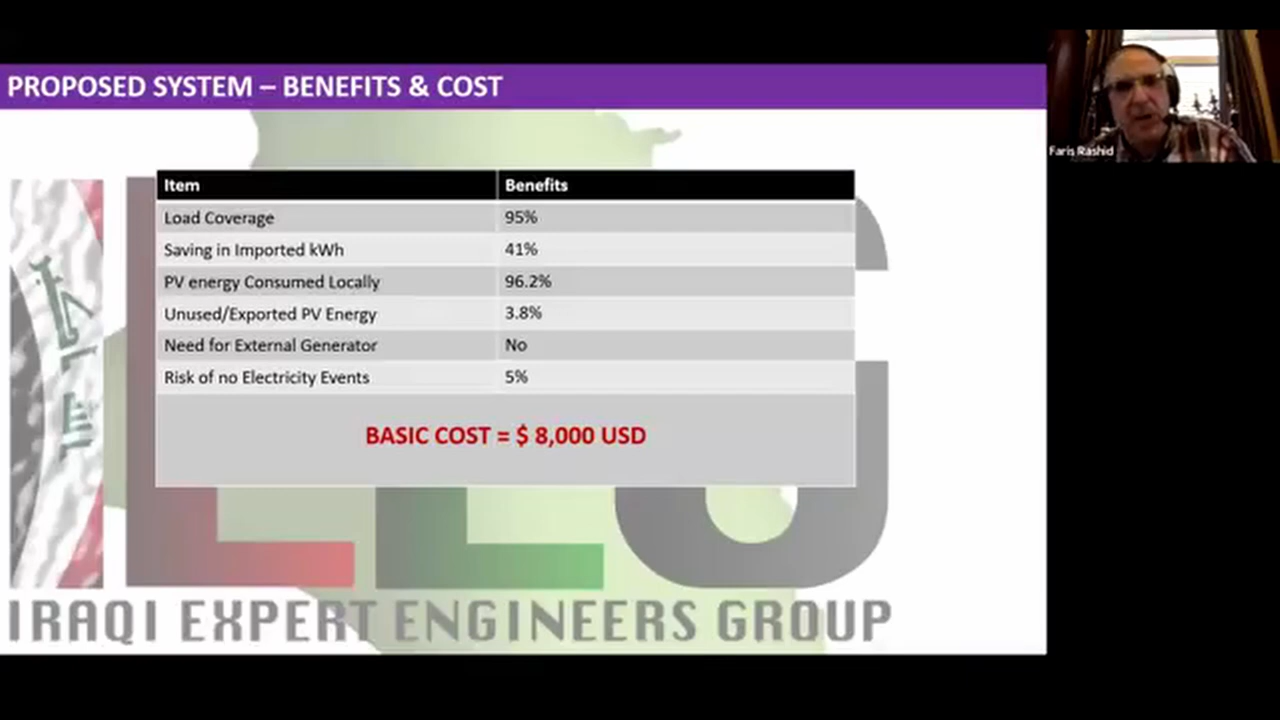 PROPOSED SYSTEM – BENEFITS & COST
Faris Rashid
Item Benefits
Load Coverage 95%
Saving in Imported kWh 41%
PV energy Consumed Locally 96.2%
Unused/Exported PV Energy 3.8%
Need for External Generator No
Risk of no Electricity Events 5%
BASIC COST = $ 8,000 USD
IEEG
IRAQI EXPERT ENGINEERS GROUP